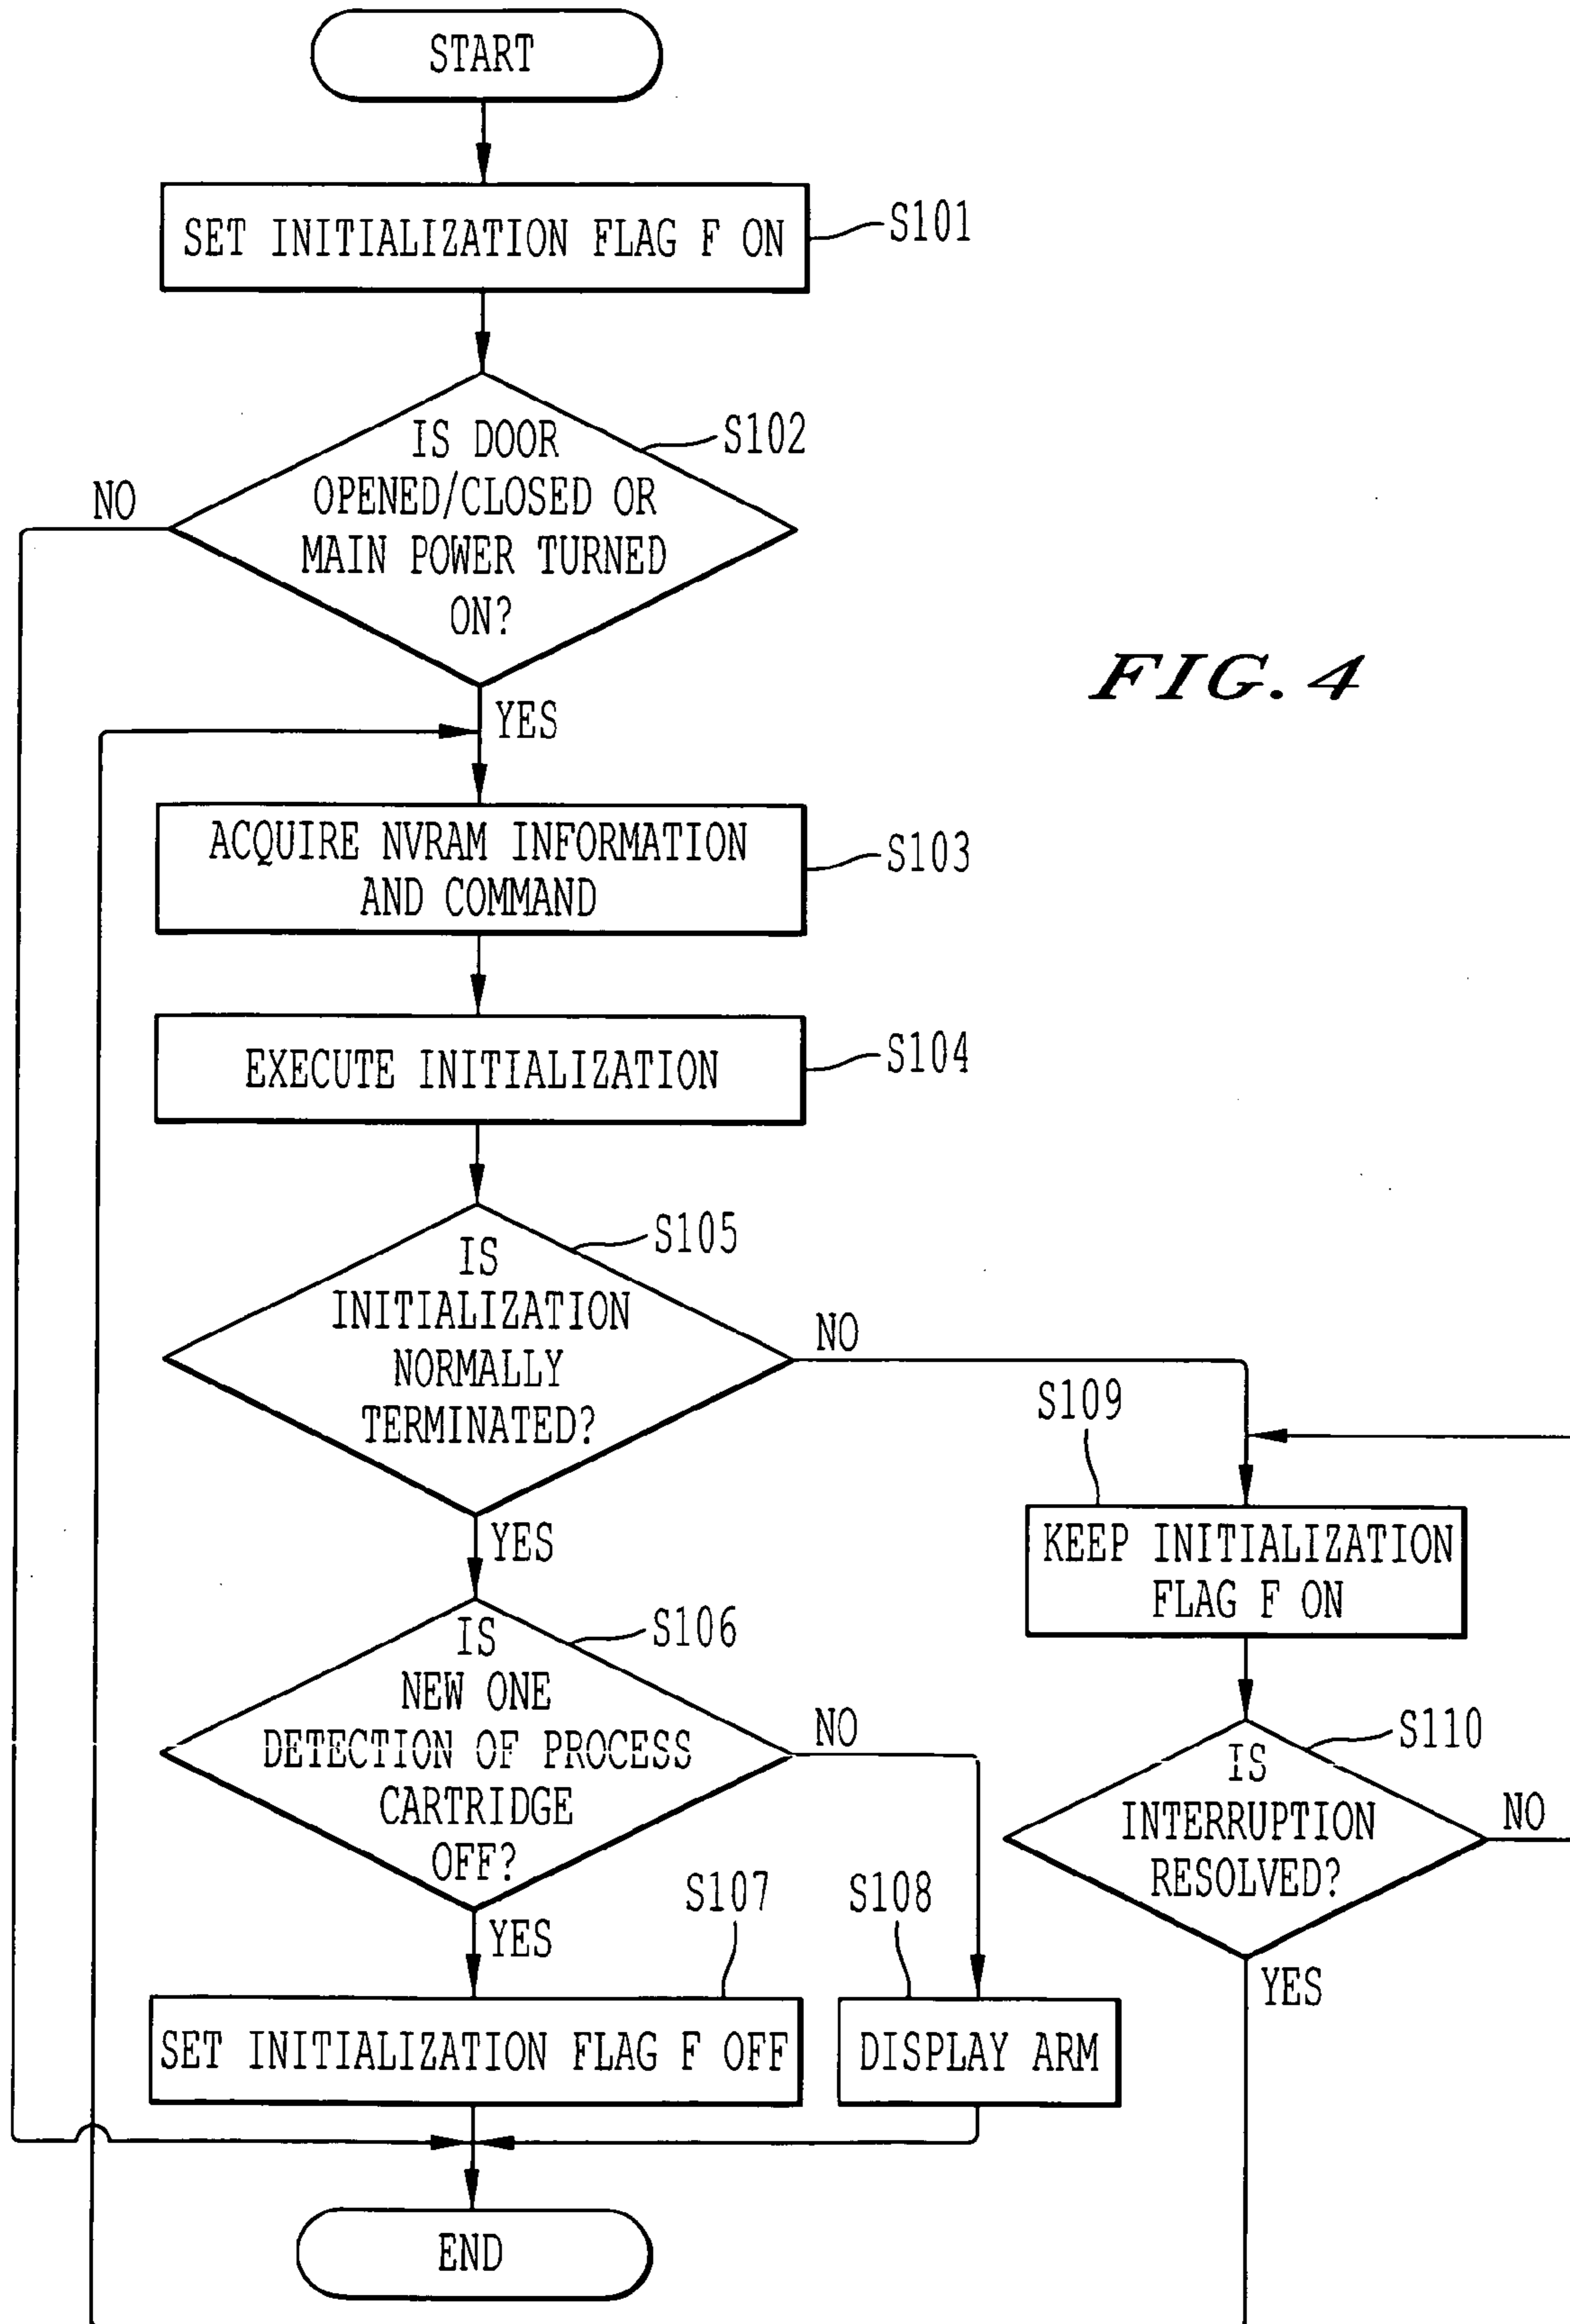 START
SET INITIALIZATION FLAG F ON
S101
IS DOOR
OPENED/CLOSED OR
MAIN POWER TURNED
ON?
S102
NO
YES
FIG. 4
ACQUIRE NVRAM INFORMATION
AND COMMAND
S103
EXECUTE INITIALIZATION
S104
IS
INITIALIZATION
NORMALLY
TERMINATED?
S105
NO
YES
S109
KEEP INITIALIZATION
FLAG F ON
IS
NEW ONE
DETECTION OF PROCESS
CARTRIDGE
OFF?
S106
NO
YES
S110
IS
INTERRUPTION
RESOLVED?
NO
YES
S107
SET INITIALIZATION FLAG F OFF
S108
DISPLAY ARM
END